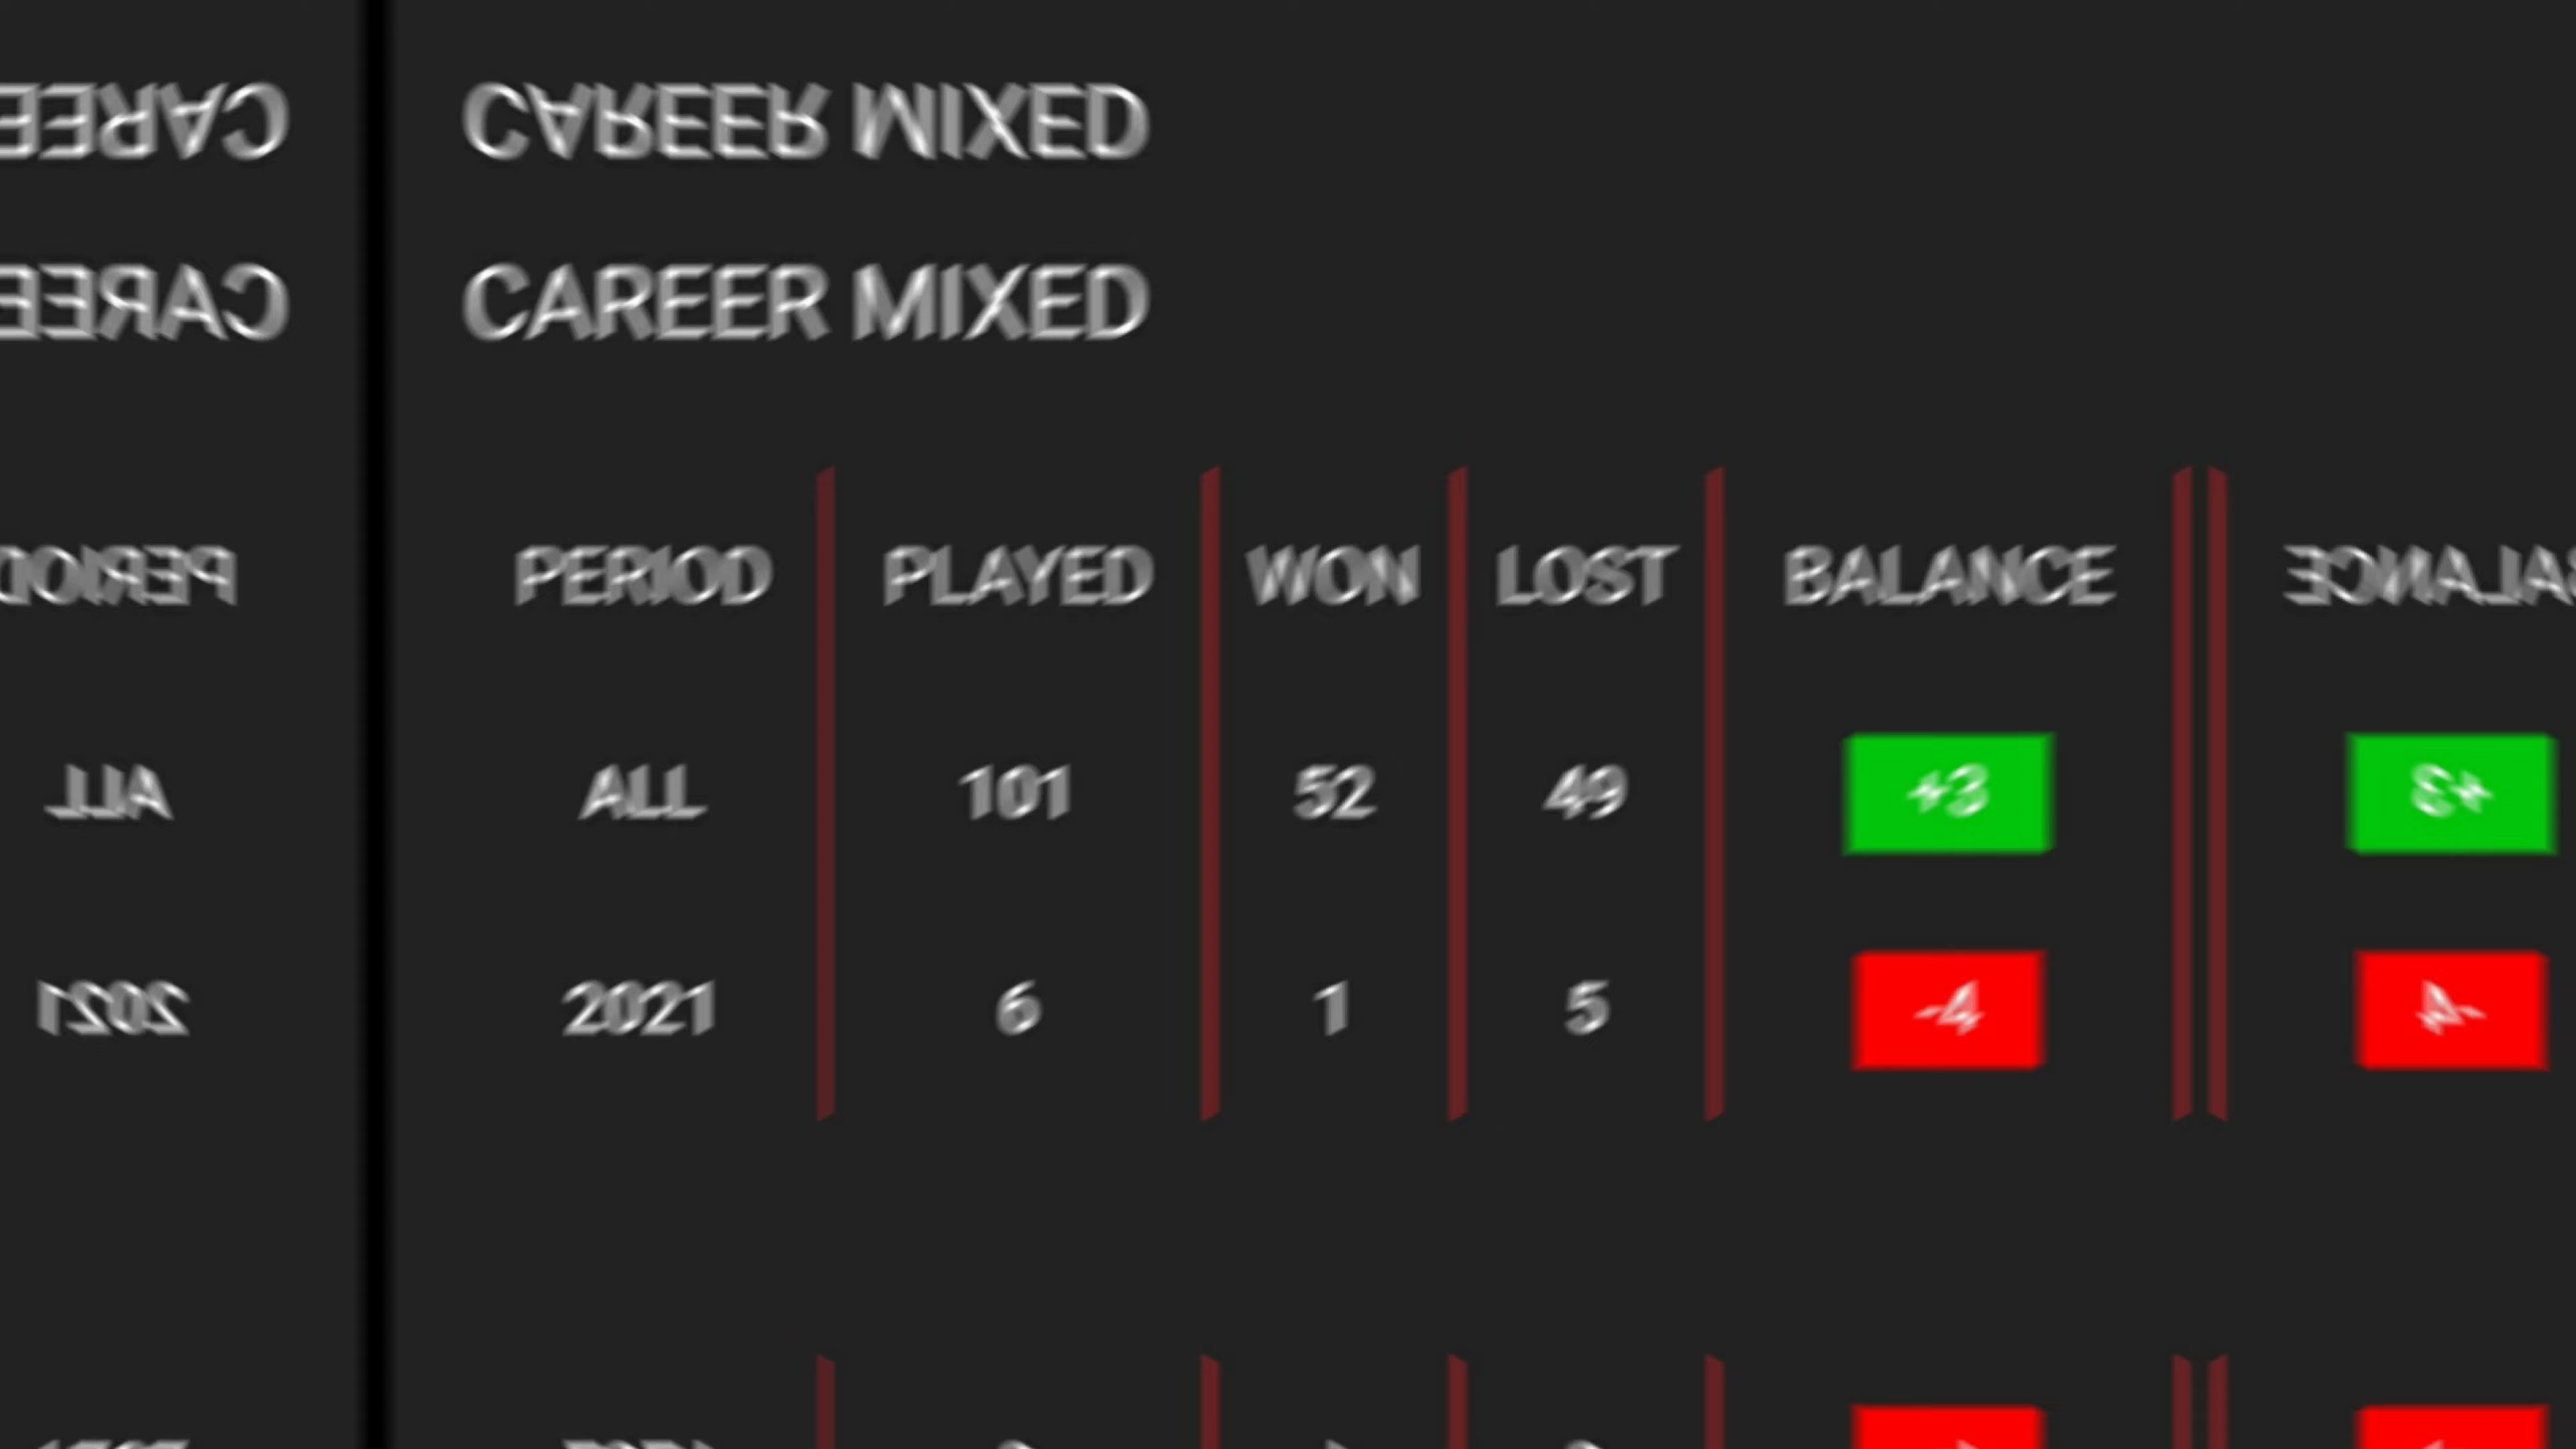 CAREER MIXED
CAREER MIXED
PERIOD PLAYED WON LOST BALANCE
ALL 101 52 49 +3
2021 6 1 5 -4